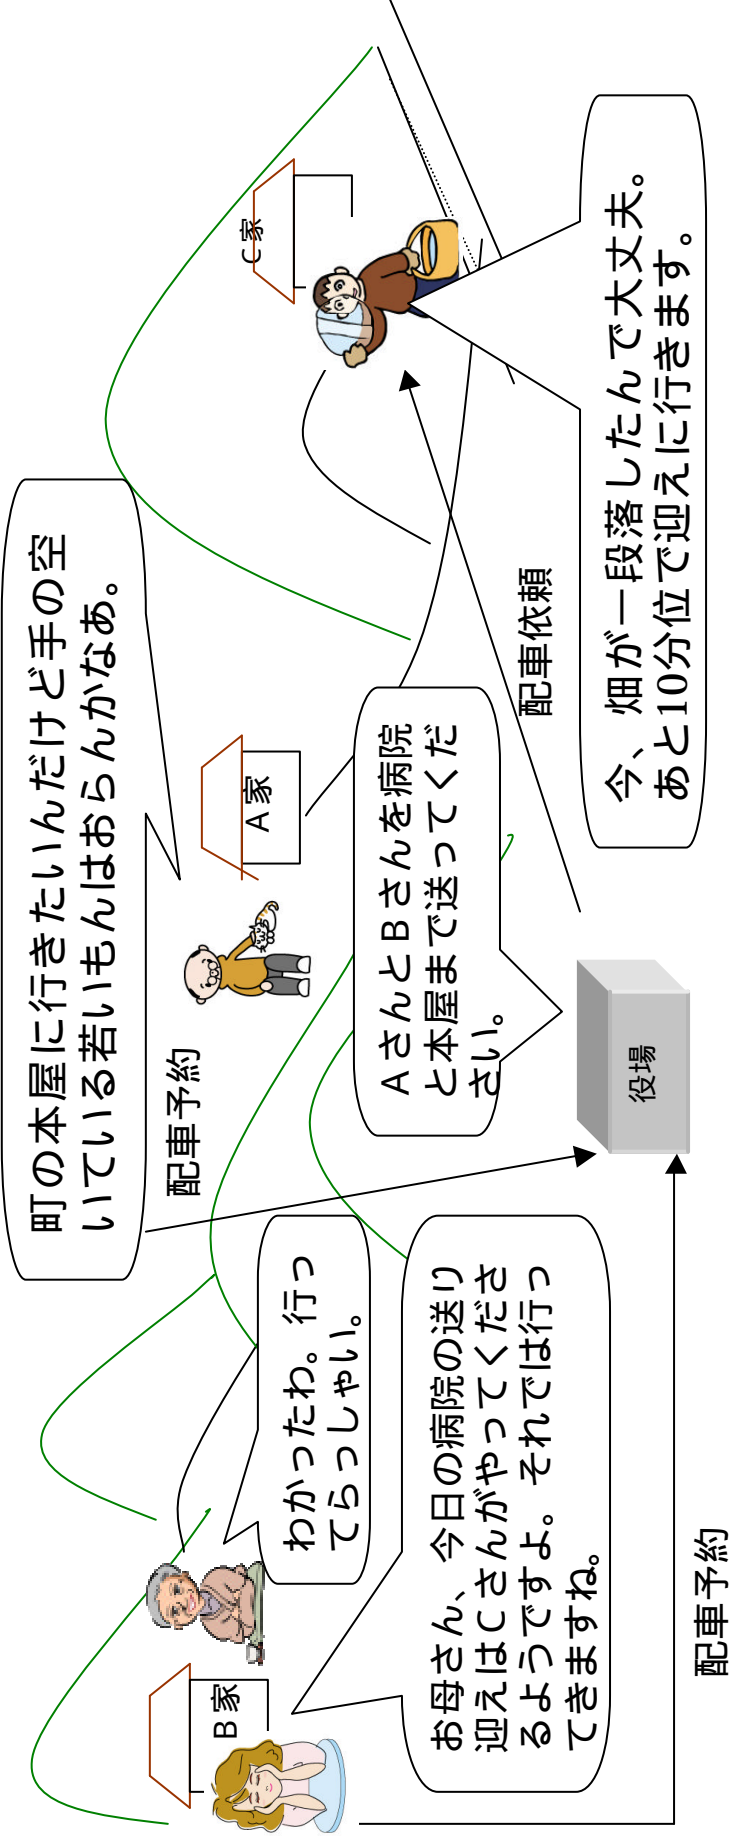 町の本屋に行きたいんだけど手の空
いている若いもんはおらんかなあ。
C家
A家
配車予約
わかったわ。行っ
てらっしゃい。
B家
お母さん、今日の病院の送り
迎えはCさんがやってくださ
るようですよ。それでは行っ
てきますね。
AさんとBさんを病院
と本屋まで送ってくだ
さい。
配車依頼
役場
今、畑が一段落したんで大丈夫。
あと10分位で迎えに行きます。
配車予約